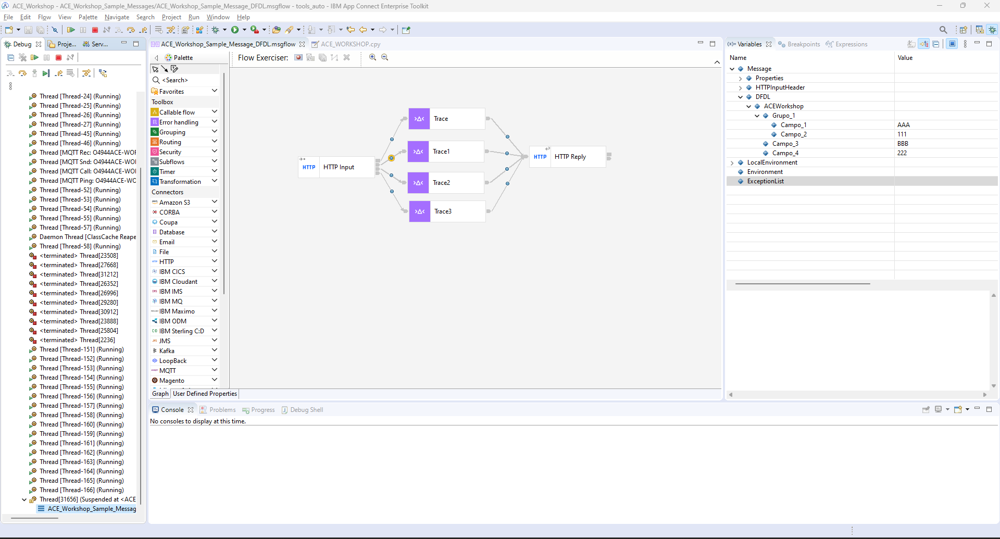 ACE_Workshop - ACE_Workshop_Sample_Messages/ACE_Workshop_Sample_Message_DFDL.msgflow - tools_auto - IBM App Connect Enterprise Toolkit
File Edit Flow View Palette Navigate Search Project Run Window Help
Debug Proje... Serv...
Thread [Thread-24] (Running)
Thread [Thread-25] (Running)
Thread [Thread-26] (Running)
Thread [Thread-27] (Running)
Thread [Thread-45] (Running)
Thread [Thread-46] (Running)
Thread [MQTT Rec: O4944ACE-WOF
Thread [MQTT Snd: O4944ACE-WOI
Thread [MQTT Call: O4944ACE-WOI
Thread [MQTT Ping: O4944ACE-WC
Thread [Thread-52] (Running)
Thread [Thread-53] (Running)
Thread [Thread-54] (Running)
Thread [Thread-55] (Running)
Thread [Thread-57] (Running)
Daemon Thread [ClassCache Reape
Thread [Thread-58] (Running)
<terminated> Thread[23508]
<terminated> Thread[27668]
<terminated> Thread[31212]
<terminated> Thread[26352]
<terminated> Thread[26996]
<terminated> Thread[29280]
<terminated> Thread[30912]
<terminated> Thread[23888]
<terminated> Thread[25804]
<terminated> Thread[2236]
Thread [Thread-151] (Running)
Thread [Thread-152] (Running)
Thread [Thread-153] (Running)
Thread [Thread-154] (Running)
Thread [Thread-155] (Running)
Thread [Thread-156] (Running)
Thread [Thread-157] (Running)
Thread [Thread-158] (Running)
Thread [Thread-160] (Running)
Thread [Thread-159] (Running)
Thread [Thread-161] (Running)
Thread [Thread-162] (Running)
Thread [Thread-163] (Running)
Thread [Thread-164] (Running)
Thread [Thread-165] (Running)
Thread [Thread-166] (Running)
Thread[31656] (Suspended at <ACE
ACE_Workshop_Sample_Messag
ACE_Workshop_Sample_Message_DFDL.msgflow ACE_WORKSHOP.cpy
Palette
Flow Exerciser:
<Search>
Favorites
Toolbox
Callable flow
Error handling
Grouping
Routing
Security
Subflows
Timer
Transformation
Connectors
Amazon S3
CORBA
Coupa
Database
Email
File
HTTP
IBM CICS
IBM Cloudant
IBM IMS
IBM MQ
IBM Maximo
IBM ODM
IBM Sterling C:D
JMS
Kafka
LoopBack
MQTT
Magento
Trace
Trace1
HTTP HTTP Input
HTTP HTTP Reply
Trace2
Trace3
Graph User Defined Properties
Console Problems Progress Debug Shell
No consoles to display at this time.
(x)= Variables Breakpoints Expressions
Name Value
Message
Properties
HTTPInputHeader
DFDL
ACEWorkshop
Grupo_1
Campo_1 AAA
Campo_2 111
Campo_3 BBB
Campo_4 222
LocalEnvironment
Environment
ExceptionList